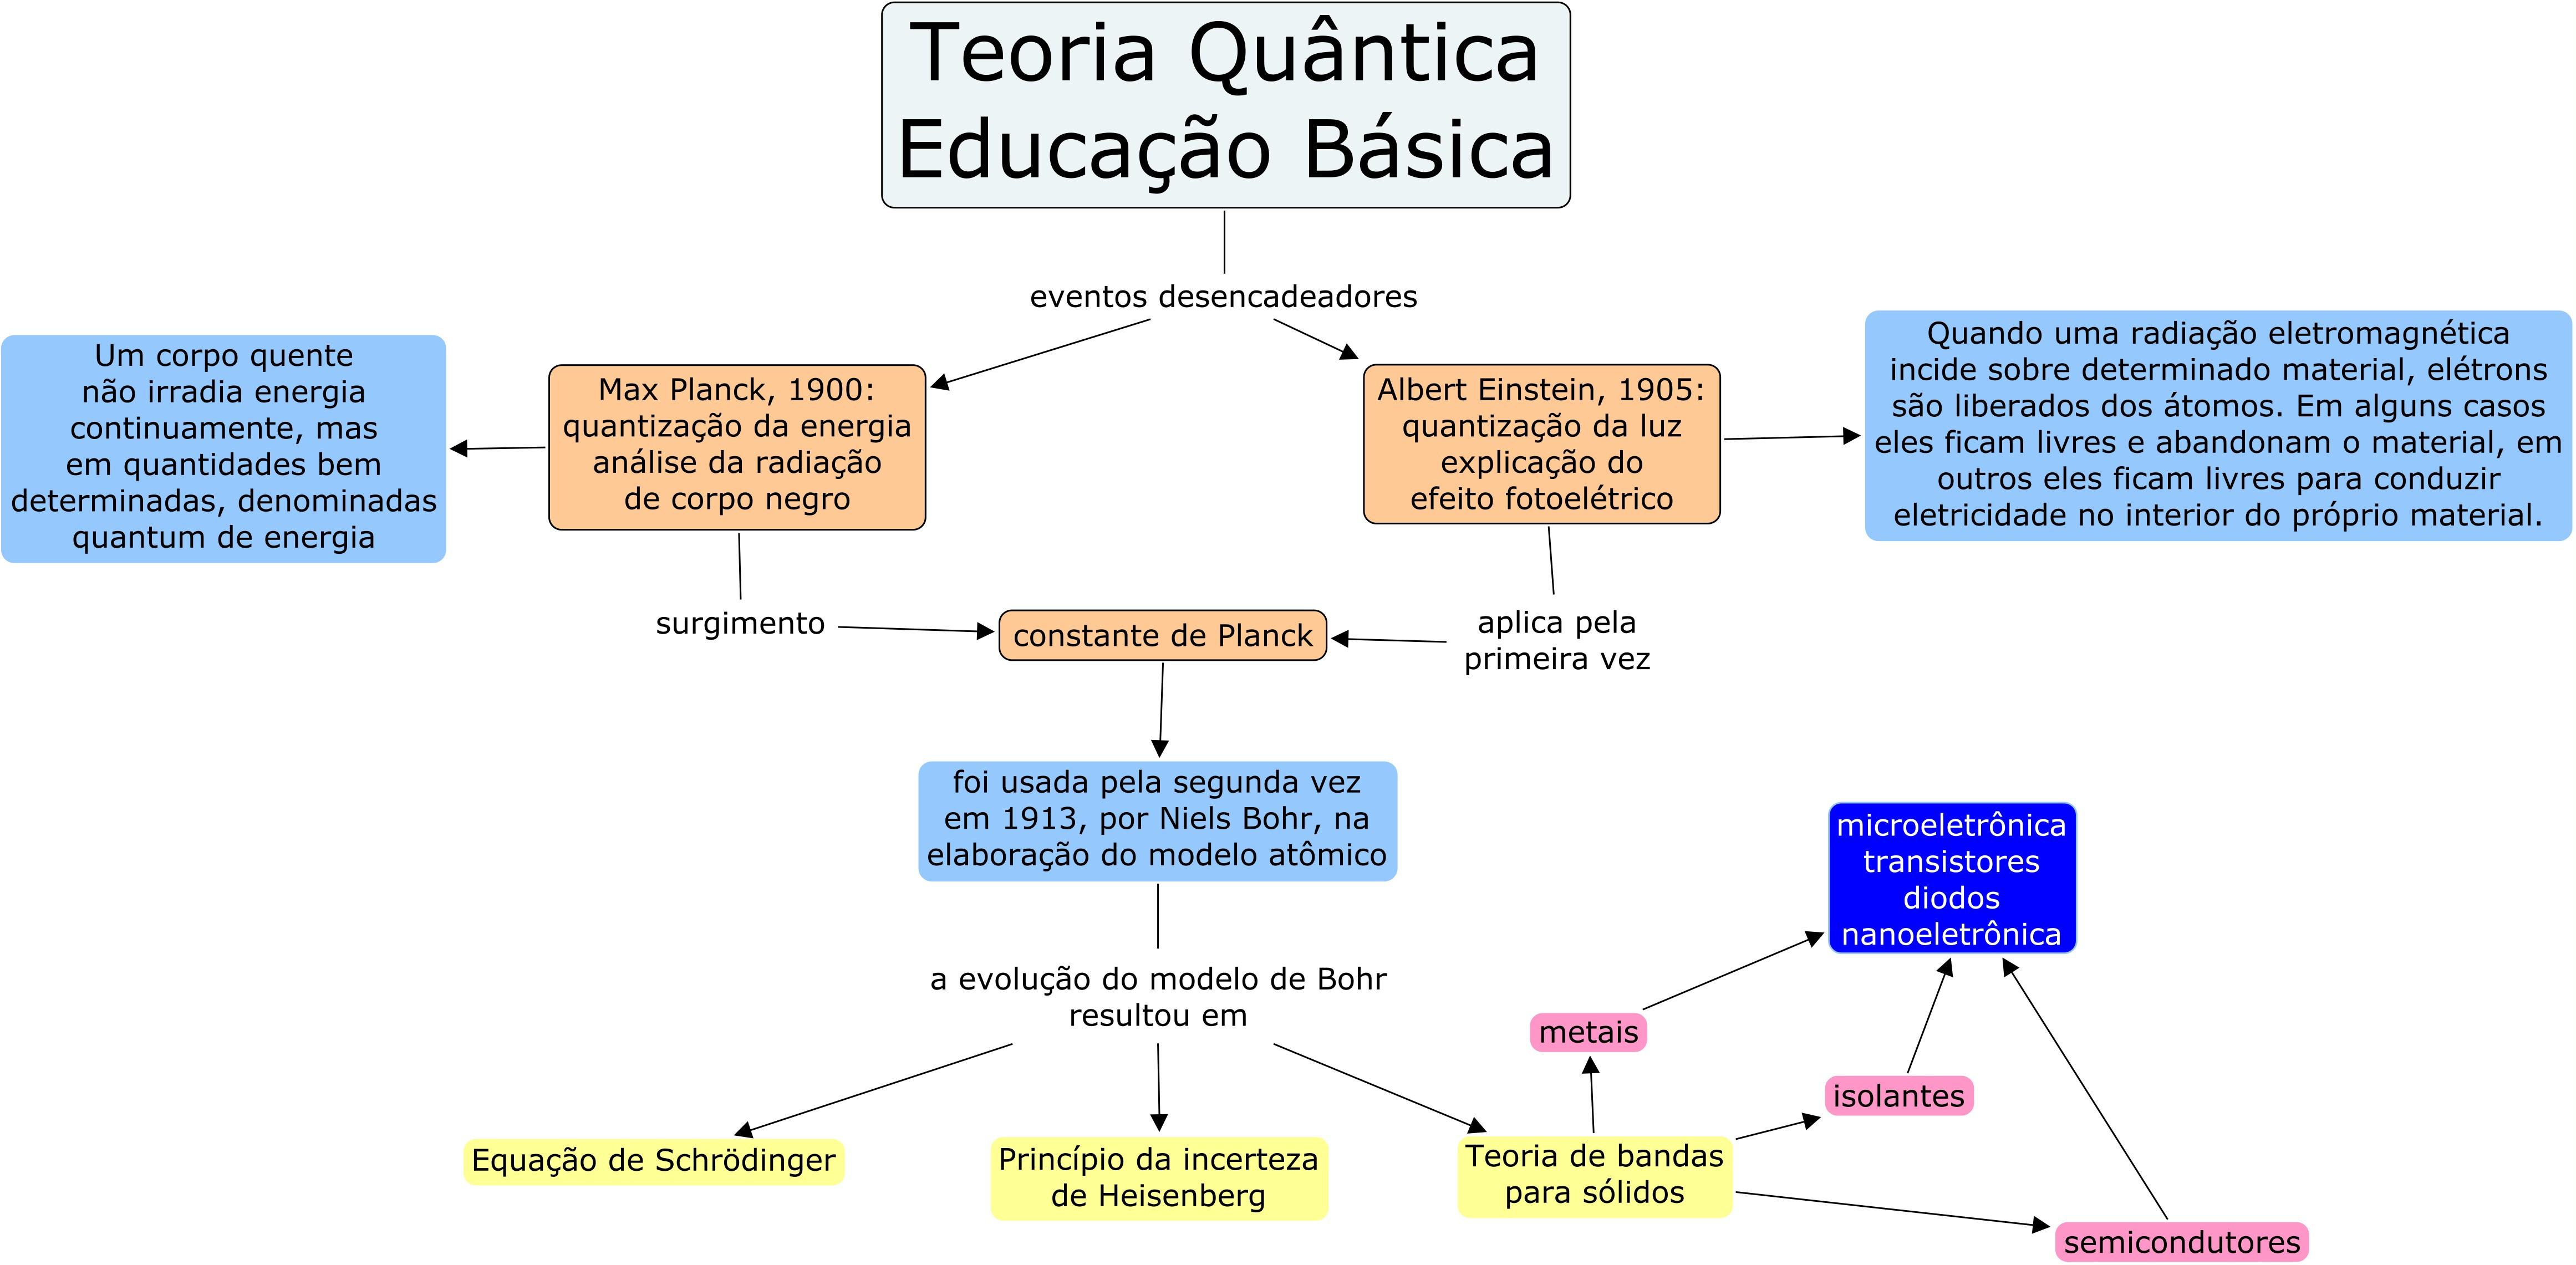 Teoria Quântica
Educação Básica
eventos desencadeadores
Um corpo quente
não irradia energia
continuamente, mas
em quantidades bem
determinadas, denominadas
quantum de energia
Max Planck, 1900:
quantização da energia
análise da radiação
de corpo negro
Albert Einstein, 1905:
quantização da luz
explicação do
efeito fotoelétrico
Quando uma radiação eletromagnética
incide sobre determinado material, elétrons
são liberados dos átomos. Em alguns casos
eles ficam livres e abandonam o material, em
outros eles ficam livres para conduzir
eletricidade no interior do próprio material.
surgimento
constante de Planck
aplica pela
primeira vez
foi usada pela segunda vez
em 1913, por Niels Bohr, na
elaboração do modelo atômico
microeletrônica
transistores
diodos
nanoeletrônica
a evolução do modelo de Bohr
resultou em
metais
isolantes
Equação de Schrödinger
Princípio da incerteza
de Heisenberg
Teoria de bandas
para sólidos
semicondutores